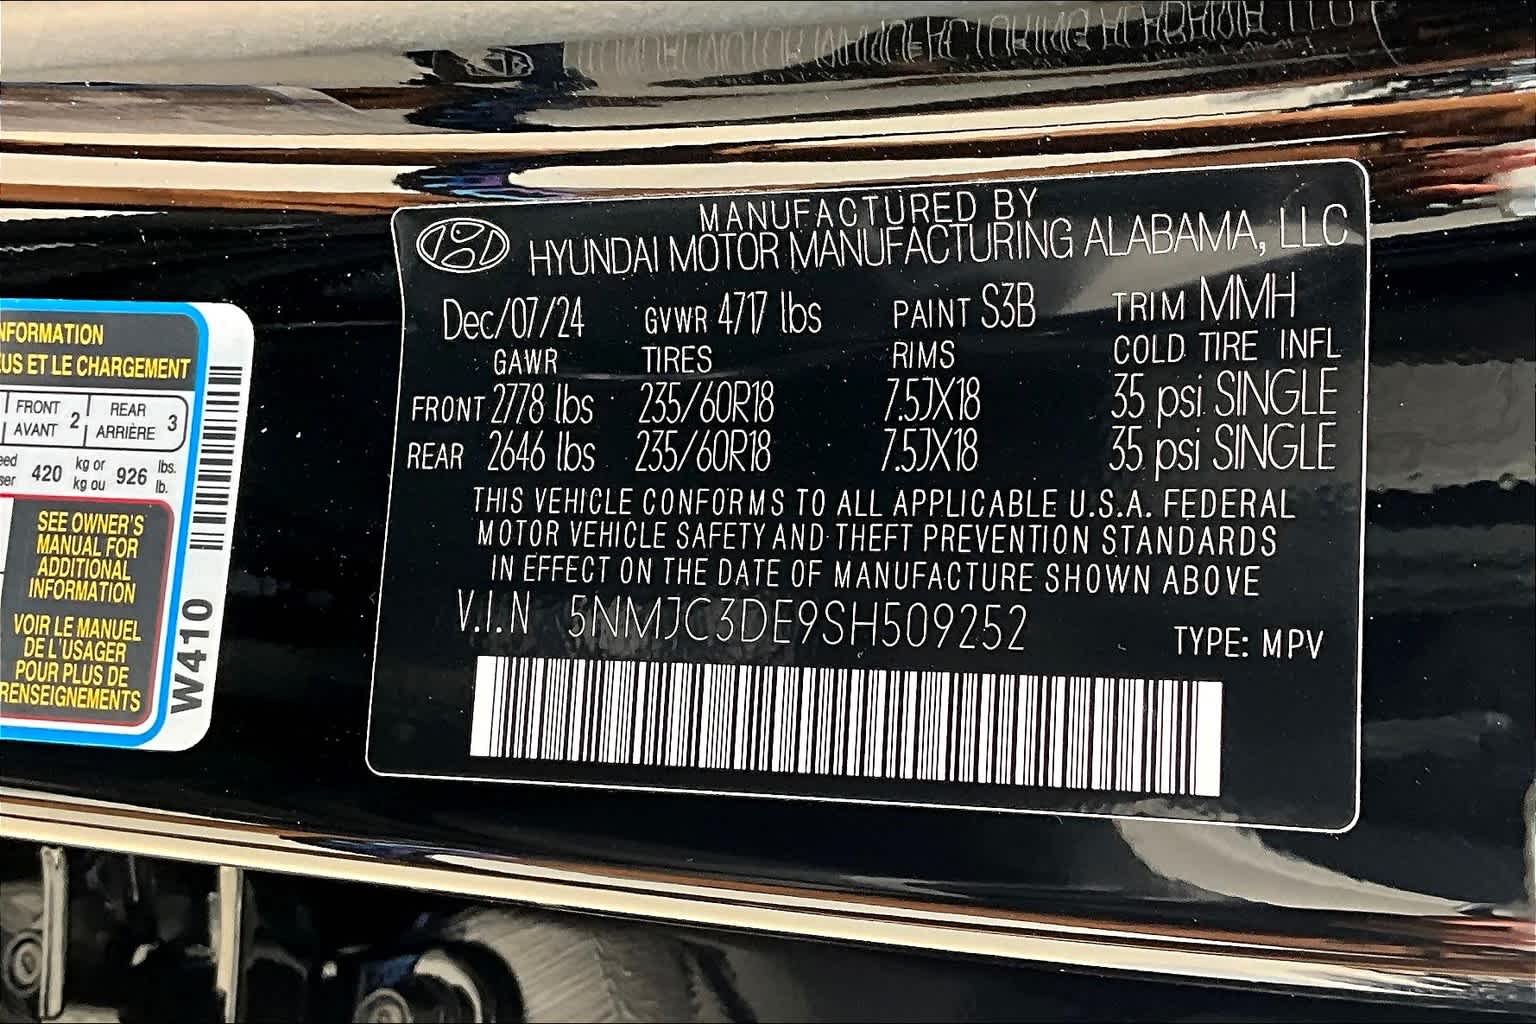 NFORMATION
US ET LE CHARGEMENT
FRONT 2 REAR 3
AVANT ARRIÈRE
420 kg or 926 lbs.
kg ou lb.
SEE OWNER'S
MANUAL FOR
ADDITIONAL
INFORMATION
VOIR LE MANUEL
DE L'USAGER
POUR PLUS DE
RENSEIGNEMENTS
W410
MANUFACTURED BY
HYUNDAI MOTOR MANUFACTURING ALABAMA, LLC
Dec/07/24 GVWR 4717 lbs PAINT S3B TRIM MMH
GAWR TIRES RIMS COLD TIRE INFL
FRONT 2778 lbs 235/60R18 7.5JX18 35 psi SINGLE
REAR 2646 lbs 235/60R18 7.5JX18 35 psi SINGLE
THIS VEHICLE CONFORMS TO ALL APPLICABLE U.S.A. FEDERAL
MOTOR VEHICLE SAFETY AND THEFT PREVENTION STANDARDS
IN EFFECT ON THE DATE OF MANUFACTURE SHOWN ABOVE
V.I.N 5NMJC3DE9SH509252
TYPE: MPV